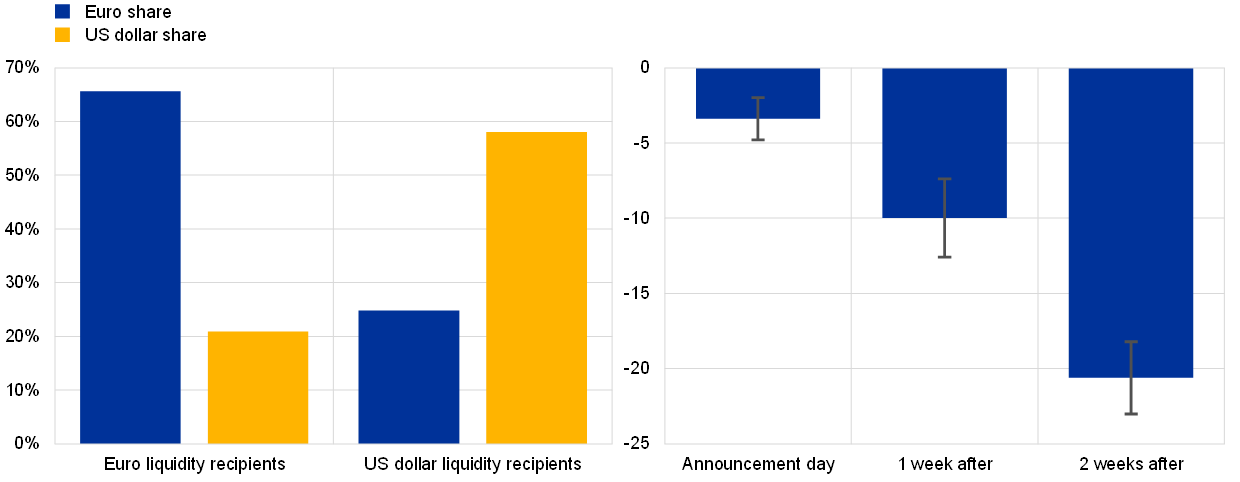 Euro share
US dollar share
70%
60%
50%
40%
30%
20%
10%
0%
Euro liquidity recipients
US dollar liquidity recipients
0
-5
-10
-15
-20
-25
Announcement day
1 week after
2 weeks after